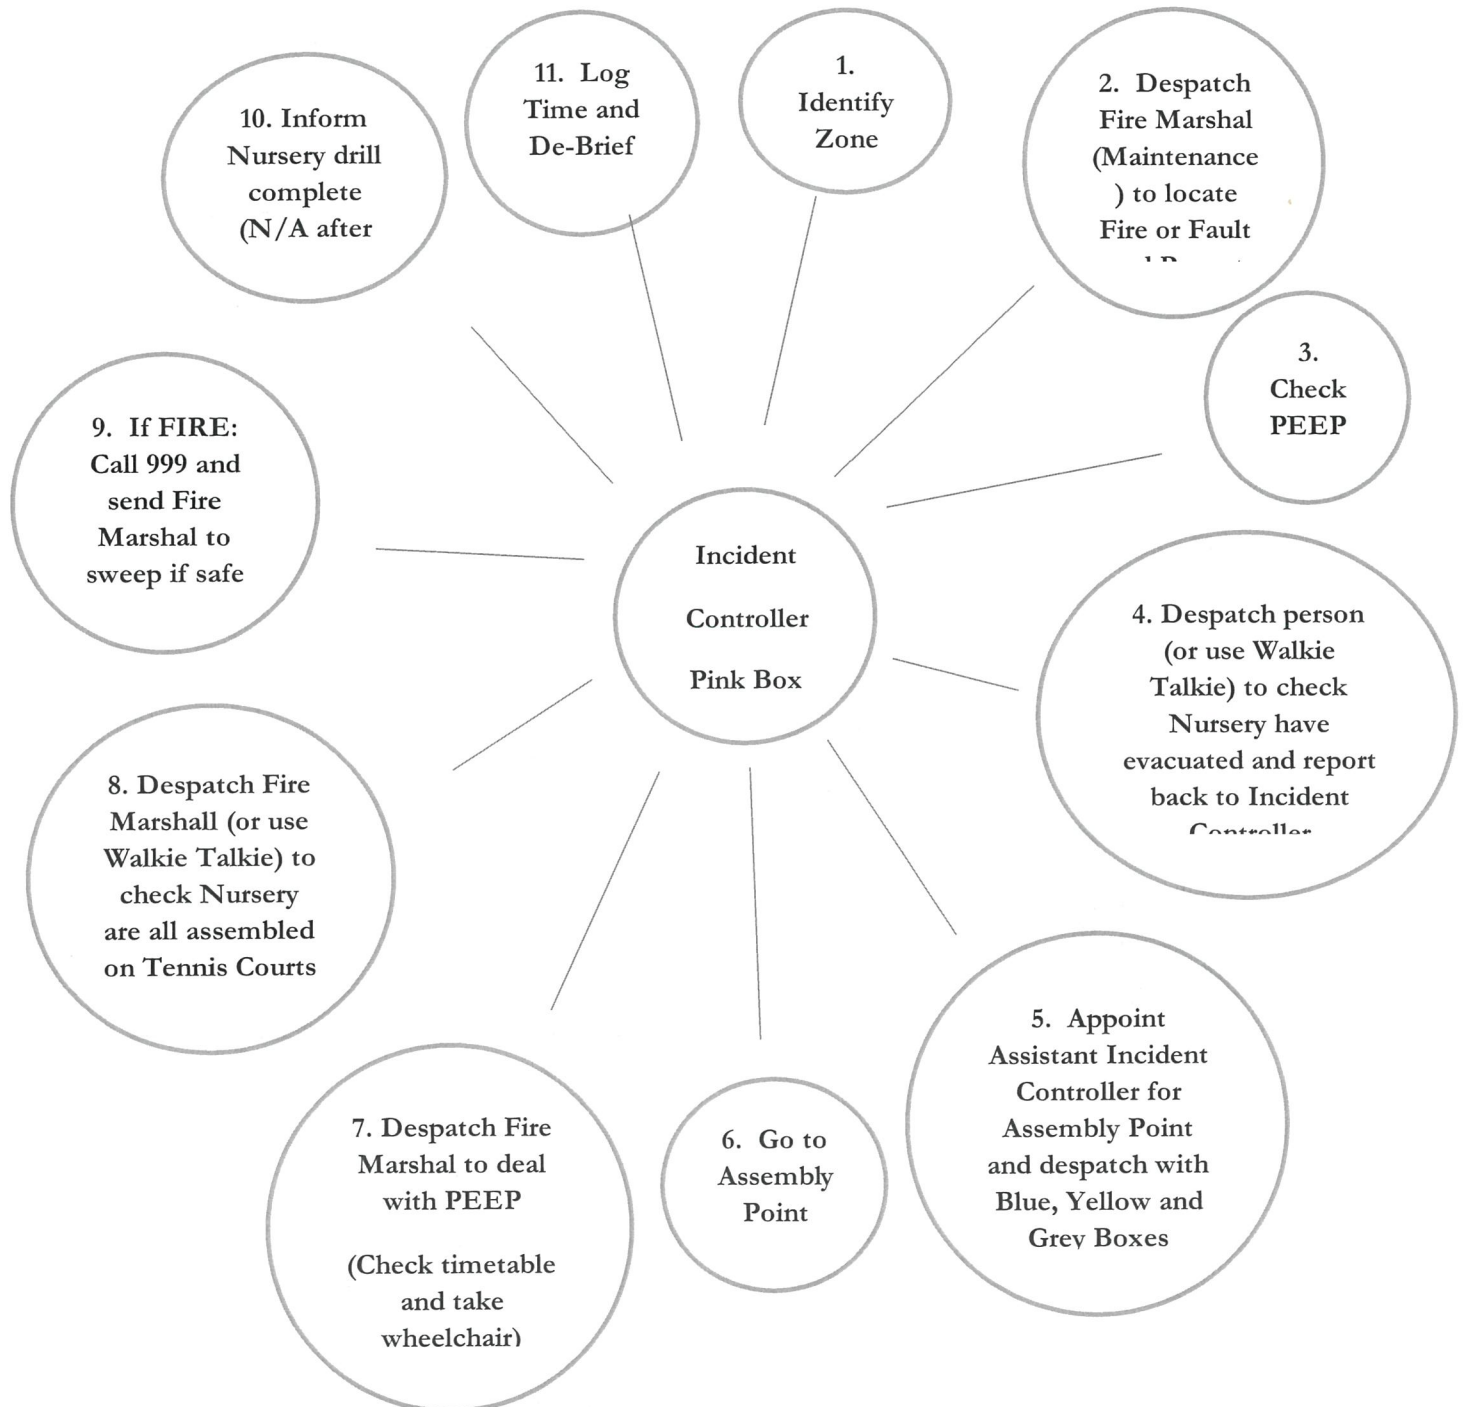 1.
Identify
Zone
2. Despatch
Fire Marshal
(Maintenance
) to locate
Fire or Fault
3.
Check
PEEP
4. Despatch person
(or use Walkie
Talkie) to check
Nursery have
evacuated and report
back to Incident
Controller
5. Appoint
Assistant Incident
Controller for
Assembly Point
and despatch with
Blue, Yellow and
Grey Boxes
6. Go to
Assembly
Point
7. Despatch Fire
Marshal to deal
with PEEP
(Check timetable
and take
wheelchair)
8. Despatch Fire
Marshall (or use
Walkie Talkie) to
check Nursery
are all assembled
on Tennis Courts
9. If FIRE:
Call 999 and
send Fire
Marshal to
sweep if safe
10. Inform
Nursery drill
complete
(N/A after
11. Log
Time and
De-Brief
Incident
Controller
Pink Box